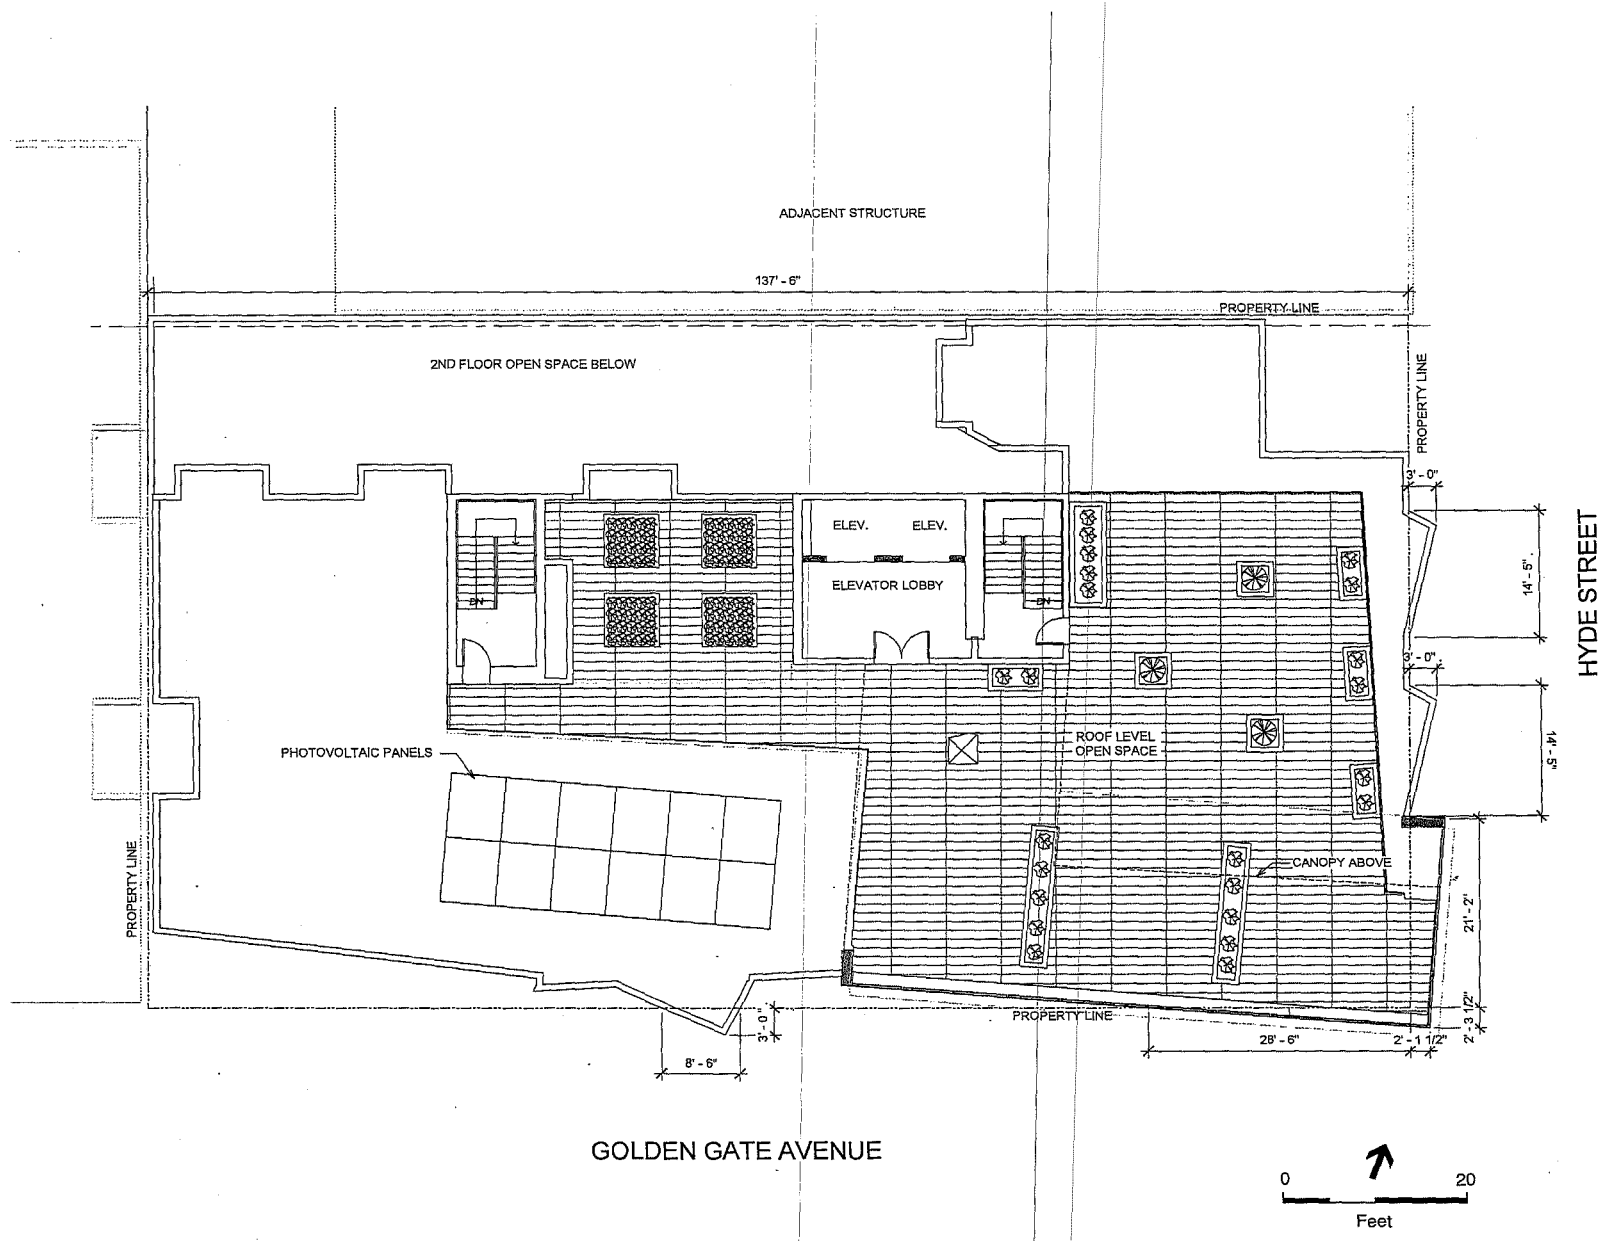 ADJACENT STRUCTURE
137' - 6"
PROPERTY LINE
2ND FLOOR OPEN SPACE BELOW
PROPERTY LINE
3' - 0"
ELEV.
ELEV.
ELEVATOR LOBBY
14' - 5"
HYDE STREET
DN
DN
3' - 0"
ROOF LEVEL
OPEN SPACE
PHOTOVOLTAIC PANELS
14' - 5"
PROPERTY LINE
CANOPY ABOVE
21' - 2"
PROPERTY LINE
3' - 0"
2' - 3 1/2"
28' - 6"
2' - 1 1/2"
8' - 6"
GOLDEN GATE AVENUE
0
20
Feet